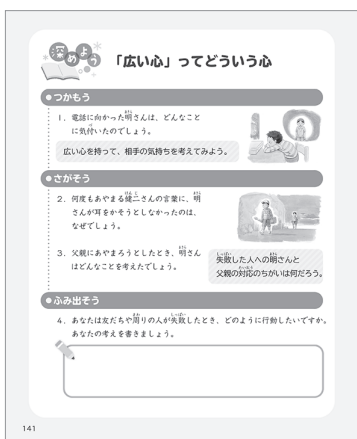 深めよう
「広い心」ってどういう心
●つかもう
1．電話に向かった明さんは、どんなこと
に気付いたのでしょう。
広い心を持って、相手の気持ちを考えてみよう。
●さがそう
2．何度もあやまる健二さんの言葉に、明
さんが耳をかそうとしなかったのは、
なぜでしょう。
3．父親にあやまろうとしたとき、明さん
はどんなことを考えたでしょう。
失敗した人への明さんと
父親の対応のちがいは何だろう。
●ふみ出そう
4．あなたは友だちや周りの人が失敗したとき、どのように行動したいですか。
あなたの考えを書きましょう。
141